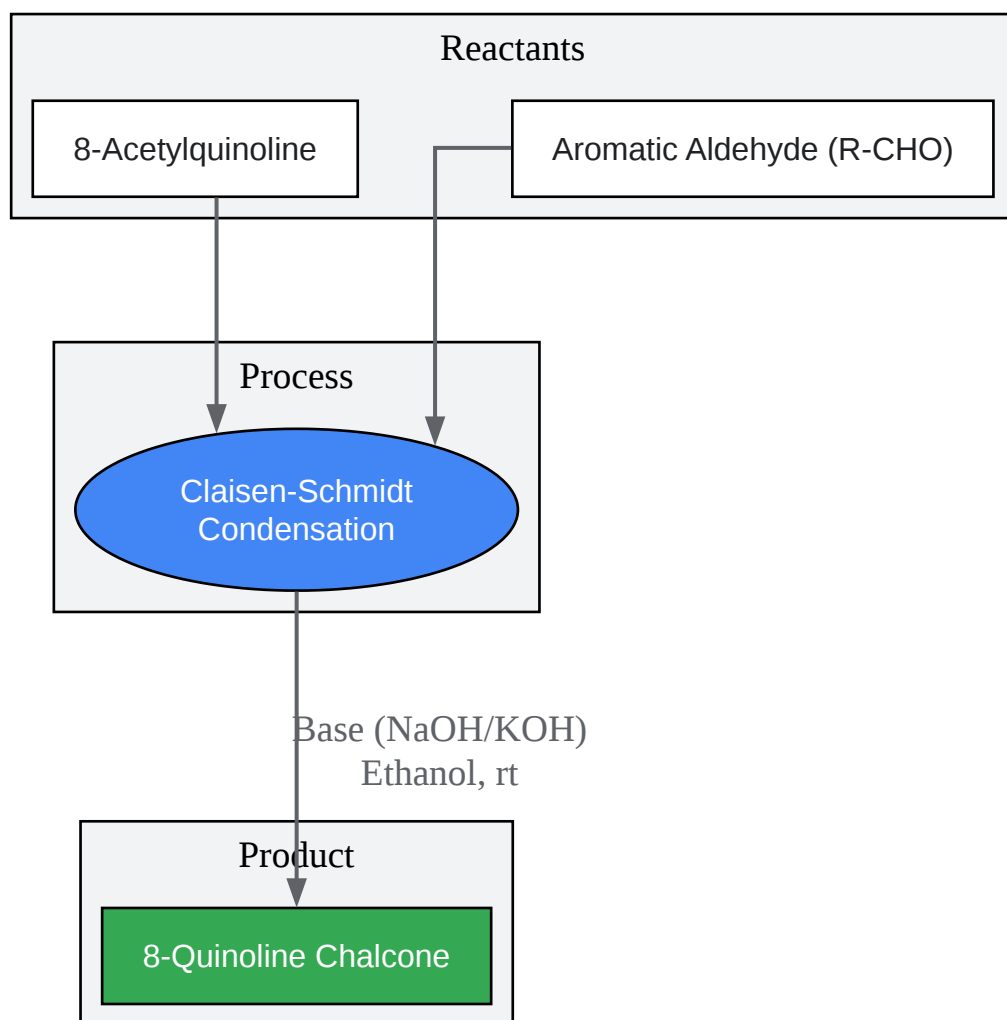 Reactants
8-Acetylquinoline
Aromatic Aldehyde (R-CHO)
Process
Claisen-Schmidt
Condensation
Base (NaOH/KOH)
Ethanol, rt
Product
8-Quinoline Chalcone